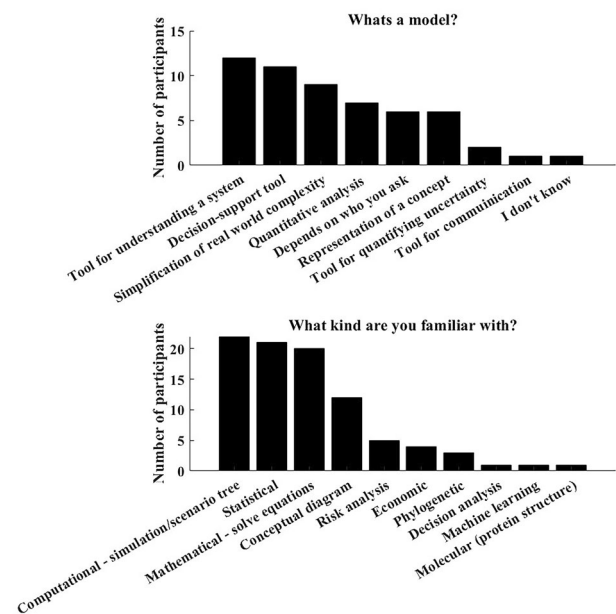 Whats a model?
Number of participants
15
10
5
0
Tool for understanding a system
Decision-support tool
Simplification of real world complexity
Quantitative analysis
Depends on who you ask
Representation of a concept
Tool for quantifying uncertainty
Tool for communication
I don't know
What kind are you familiar with?
Number of participants
20
15
10
5
0
Computational - simulation/scenario tree
Statistical
Mathematical - solve equations
Conceptual diagram
Risk analysis
Economic
Phylogenetic
Decision analysis
Machine learning
Molecular (protein structure)